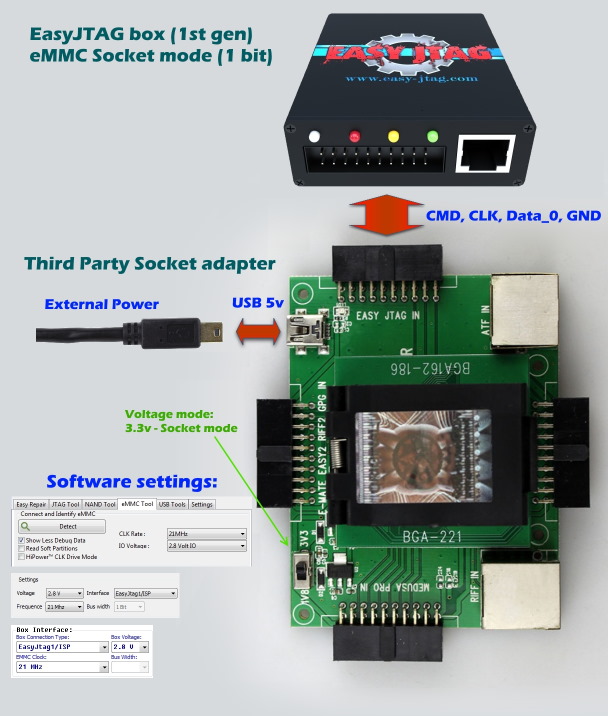 EasyJTAG box (1st gen)
eMMC Socket mode (1 bit)
EASY JTAG
www.easy-jtag.com
CMD, CLK, Data_0, GND
Third Party Socket adapter
External Power
USB 5v
EASY JTAG IN
ATF IN
R
BGA162-186
E-MATE EASY2 RIFF2 GPG IN
Voltage mode:
3.3v - Socket mode
BGA-221
3V3
1V8
MEDUSA PRO IN
RIFF IN
Software settings:
Easy Repair JTAG Tool NAND Tool eMMC Tool USB Tools Settings
Connect and Identify eMMC
Detect
Show Less Debug Data
Read Soft Partitions
HiPower™ CLK Drive Mode
CLK Rate: 21MHz
IO Voltage: 2.8 Volt IO
Settings
Voltage 2.8 V Interface EasyJtag1/ISP
Frequence 21 Mhz Bus width 1 Bit
Box Interface:
Box Connection Type: Box Voltage:
EasyJtag1/ISP 2.8 V
EMMC Clock: Bus Width:
21 MHz